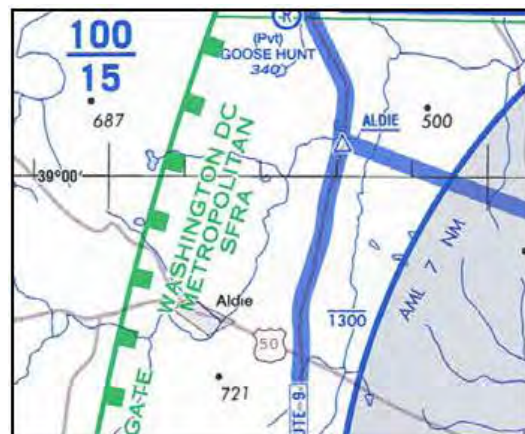 R
(Pvt)
GOOSE HUNT
340
100
15
687
ALDIE
500
39°00'
WASHINGTON DC
METROPOLITAN
SFRA
AML 7 NM
Aldie
1300
50
721
GATE
UTE-9